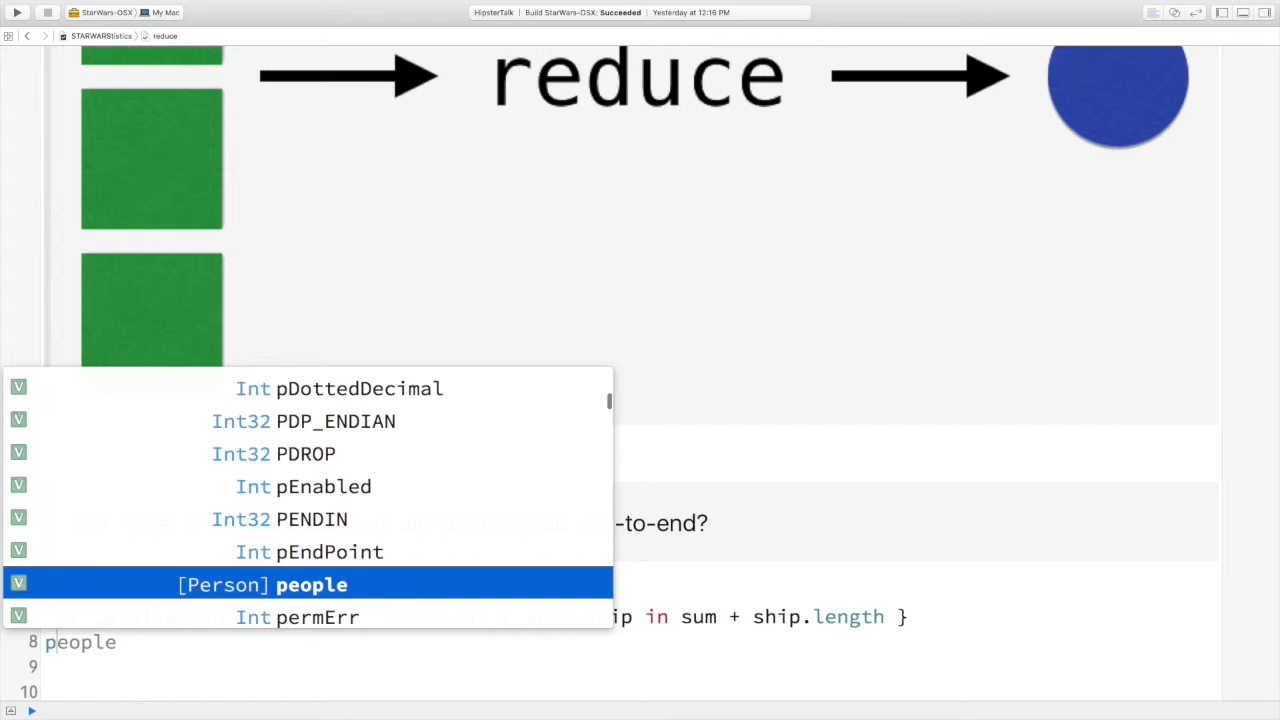 StarWars-OSX 〉 My Mac
HipsterTalk | Build StarWars-OSX: Succeeded | Yesterday at 12:16 PM
STARWARStistics 〉 reduce
reduce
V Int pDottedDecimal
V Int32 PDP_ENDIAN
V Int32 PDROP
V Int pEnabled
V Int32 PENDIN
V Int pEndPoint
V [Person] people
V Int permErr
-to-end?
in sum + ship.length }
8 people
9
10